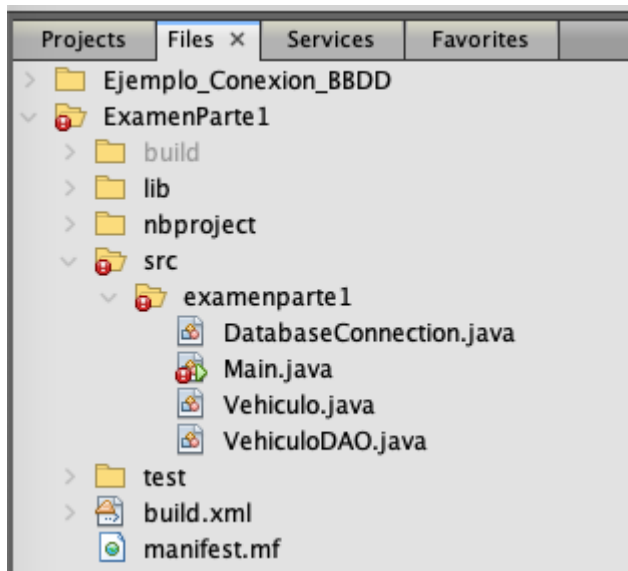 Projects Files × Services Favorites
Ejemplo_Conexion_BBDD
ExamenParte1
build
lib
nbproject
src
examenparte1
DatabaseConnection.java
Main.java
Vehiculo.java
VehiculoDAO.java
test
build.xml
manifest.mf